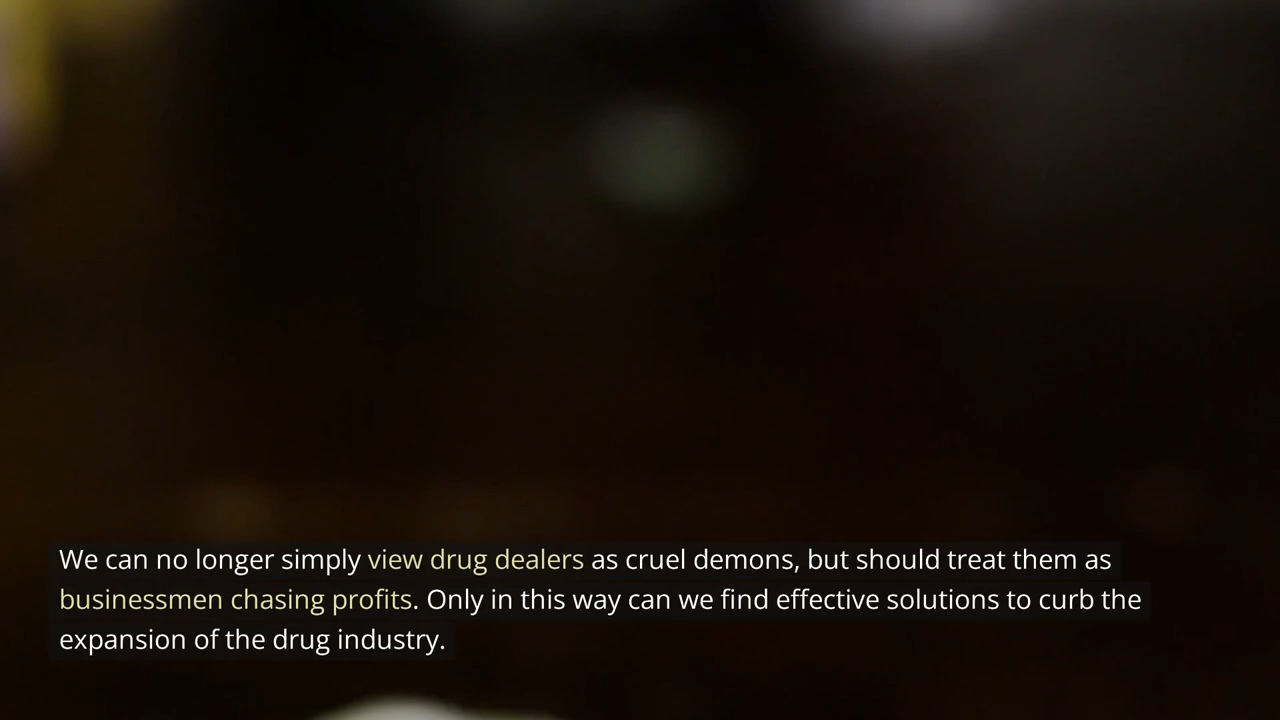 We can no longer simply view drug dealers as cruel demons, but should treat them as
businessmen chasing profits. Only in this way can we find effective solutions to curb the
expansion of the drug industry.